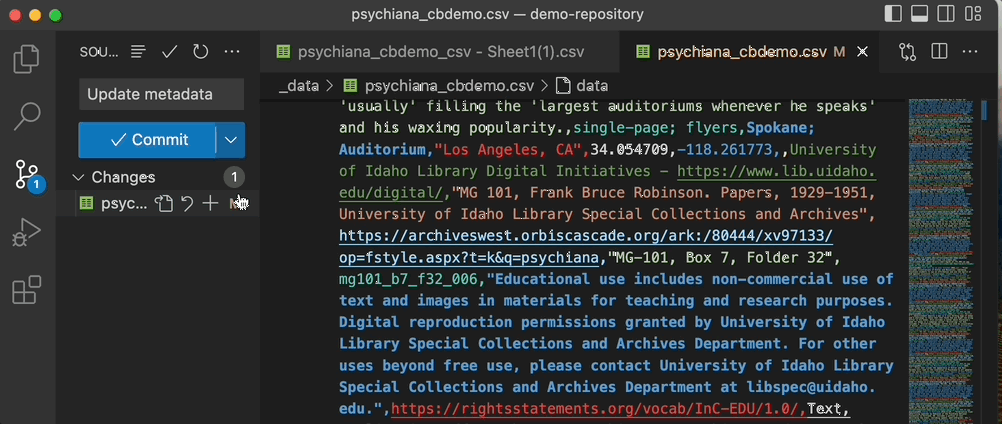 psychiana_cbdemo.csv — demo-repository
SOU...
psychiana_cbdemo_csv - Sheet1(1).csv
psychiana_cbdemo.csv M
_data > psychiana_cbdemo.csv > data
Update metadata
Commit
Changes 1
psyc...
1
'usually' filling the 'largest auditoriums whenever he speaks'
and his waxing popularity.,single-page; flyers,Spokane;
Auditorium,"Los Angeles, CA",34.054709,-118.261773,,University
of Idaho Library Digital Initiatives - https://www.lib.uidaho.
edu/digital/,"MG 101, Frank Bruce Robinson. Papers, 1929-1951,
University of Idaho Library Special Collections and Archives",
https://archiveswest.orbiscascade.org/ark:/80444/xv97133/
op=fstyle.aspx?t=k&q=psychiana,"MG-101, Box 7, Folder 32",
mg101_b7_f32_006,"Educational use includes non-commercial use of
text and images in materials for teaching and research purposes.
Digital reproduction permissions granted by University of Idaho
Library Special Collections and Archives Department. For other
uses beyond free use, please contact University of Idaho Library
Special Collections and Archives Department at libspec@uidaho.
edu.",https://rightsstatements.org/vocab/InC-EDU/1.0/,Text,